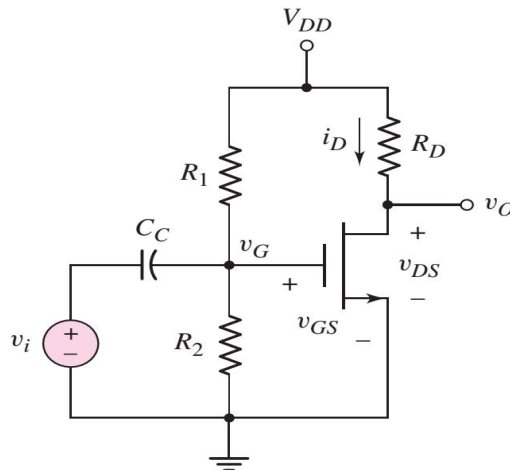 V_DD
i_D
R_D
R_1
C_C
v_G
v_O
+
v_DS
−
+
v_GS
−
v_i
+
−
R_2